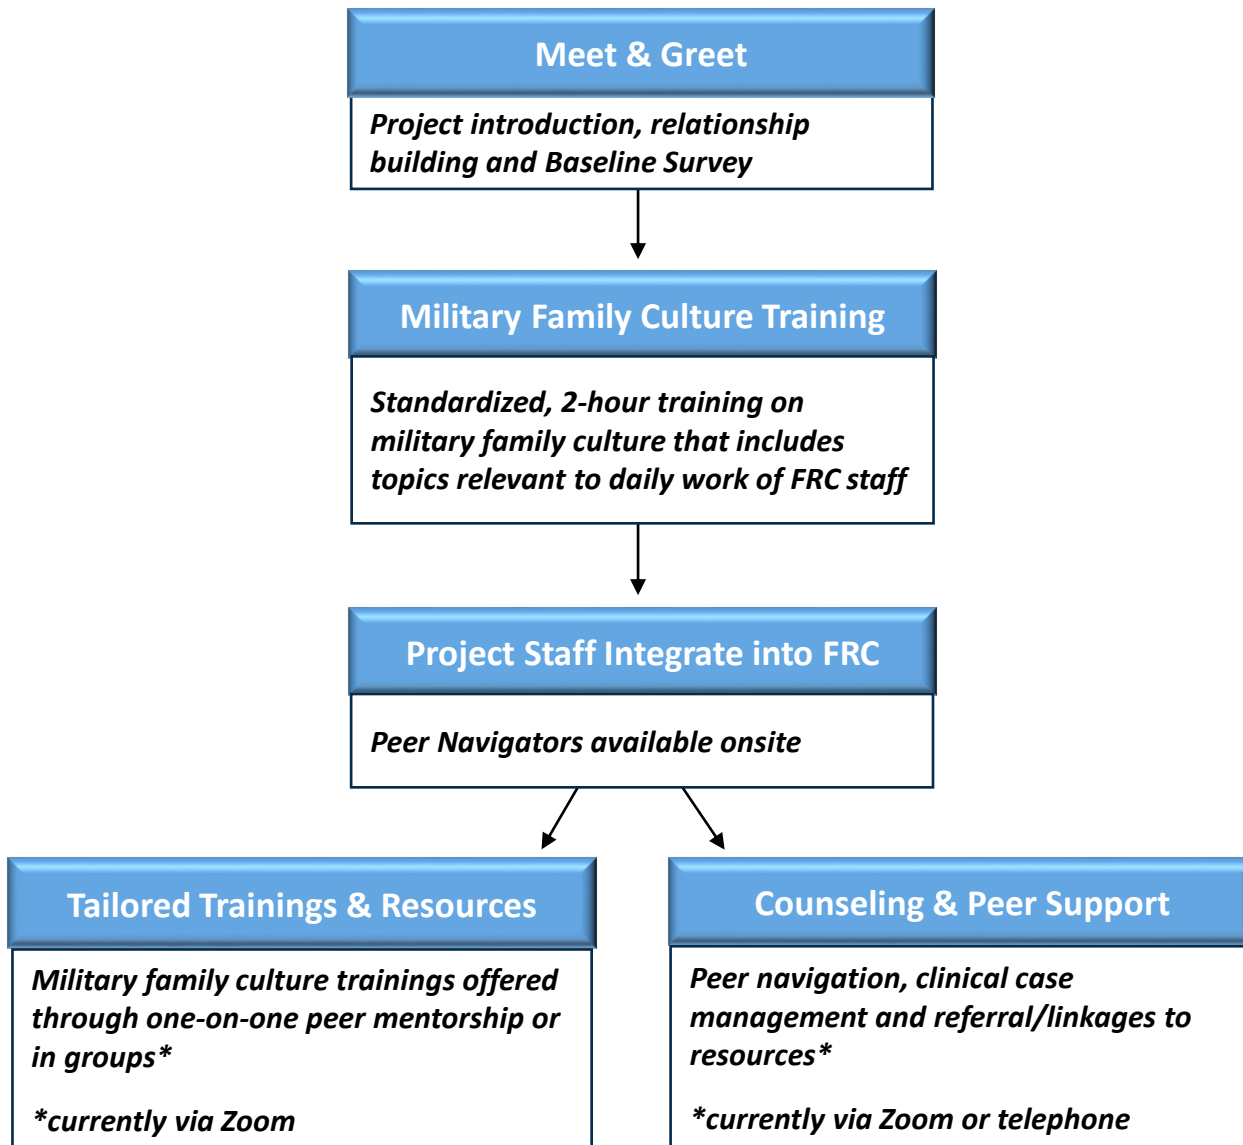 Meet & Greet
Project introduction, relationship
building and Baseline Survey
Military Family Culture Training
Standardized, 2-hour training on
military family culture that includes
topics relevant to daily work of FRC staff
Project Staff Integrate into FRC
Peer Navigators available onsite
Tailored Trainings & Resources
Military family culture trainings offered
through one-on-one peer mentorship or
in groups*
*currently via Zoom
Counseling & Peer Support
Peer navigation, clinical case
management and referral/linkages to
resources*
*currently via Zoom or telephone